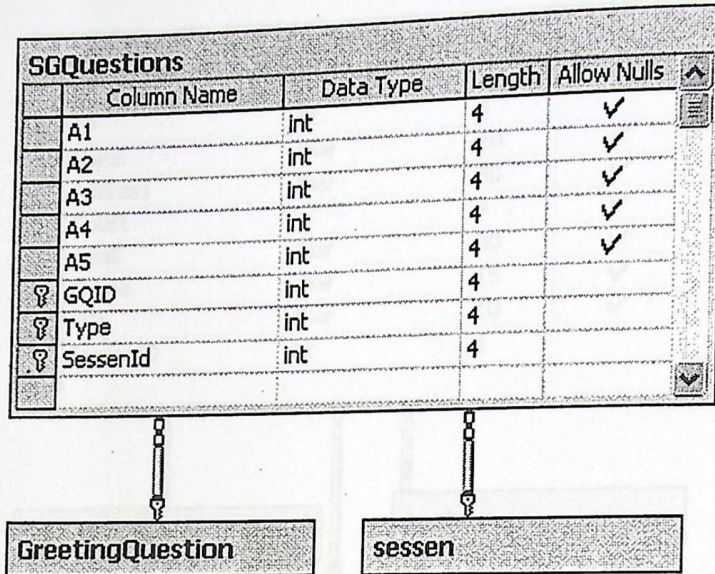 SGQuestions
Column Name Data Type Length Allow Nulls
A1 int 4
A2 int 4
A3 int 4
A4 int 4
A5 int 4
GQID int 4
Type int 4
SessenId int 4
GreetingQuestion sessen